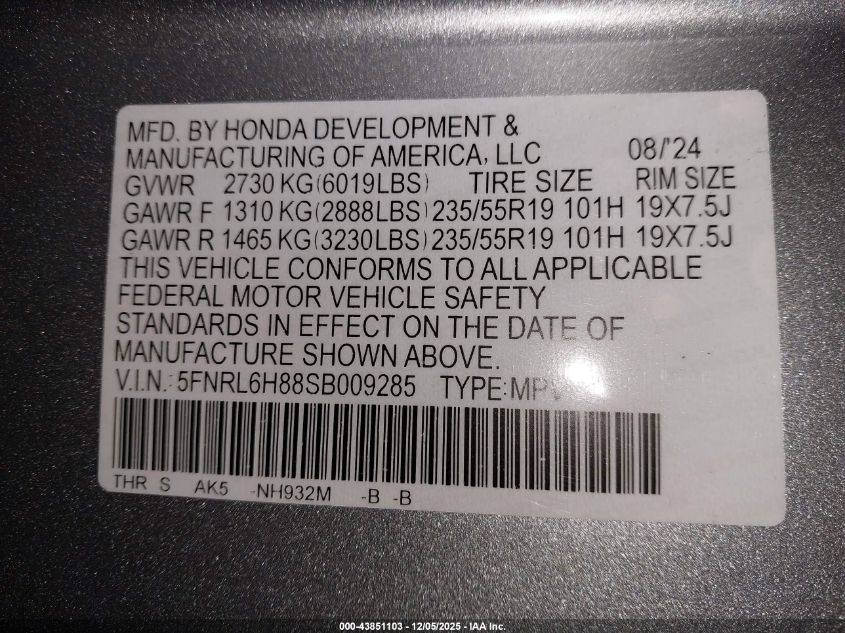 MFD. BY HONDA DEVELOPMENT &
MANUFACTURING OF AMERICA, LLC 08/'24
GVWR 2730 KG(6019LBS) TIRE SIZE RIM SIZE
GAWR F 1310 KG(2888LBS) 235/55R19 101H 19X7.5J
GAWR R 1465 KG(3230LBS) 235/55R19 101H 19X7.5J
THIS VEHICLE CONFORMS TO ALL APPLICABLE
FEDERAL MOTOR VEHICLE SAFETY
STANDARDS IN EFFECT ON THE DATE OF
MANUFACTURE SHOWN ABOVE.
V.I.N.: 5FNRL6H88SB009285 TYPE:MPV
THR S AK5 -NH932M -B -B
000-43851103 - 12/05/2025 - IAA Inc.